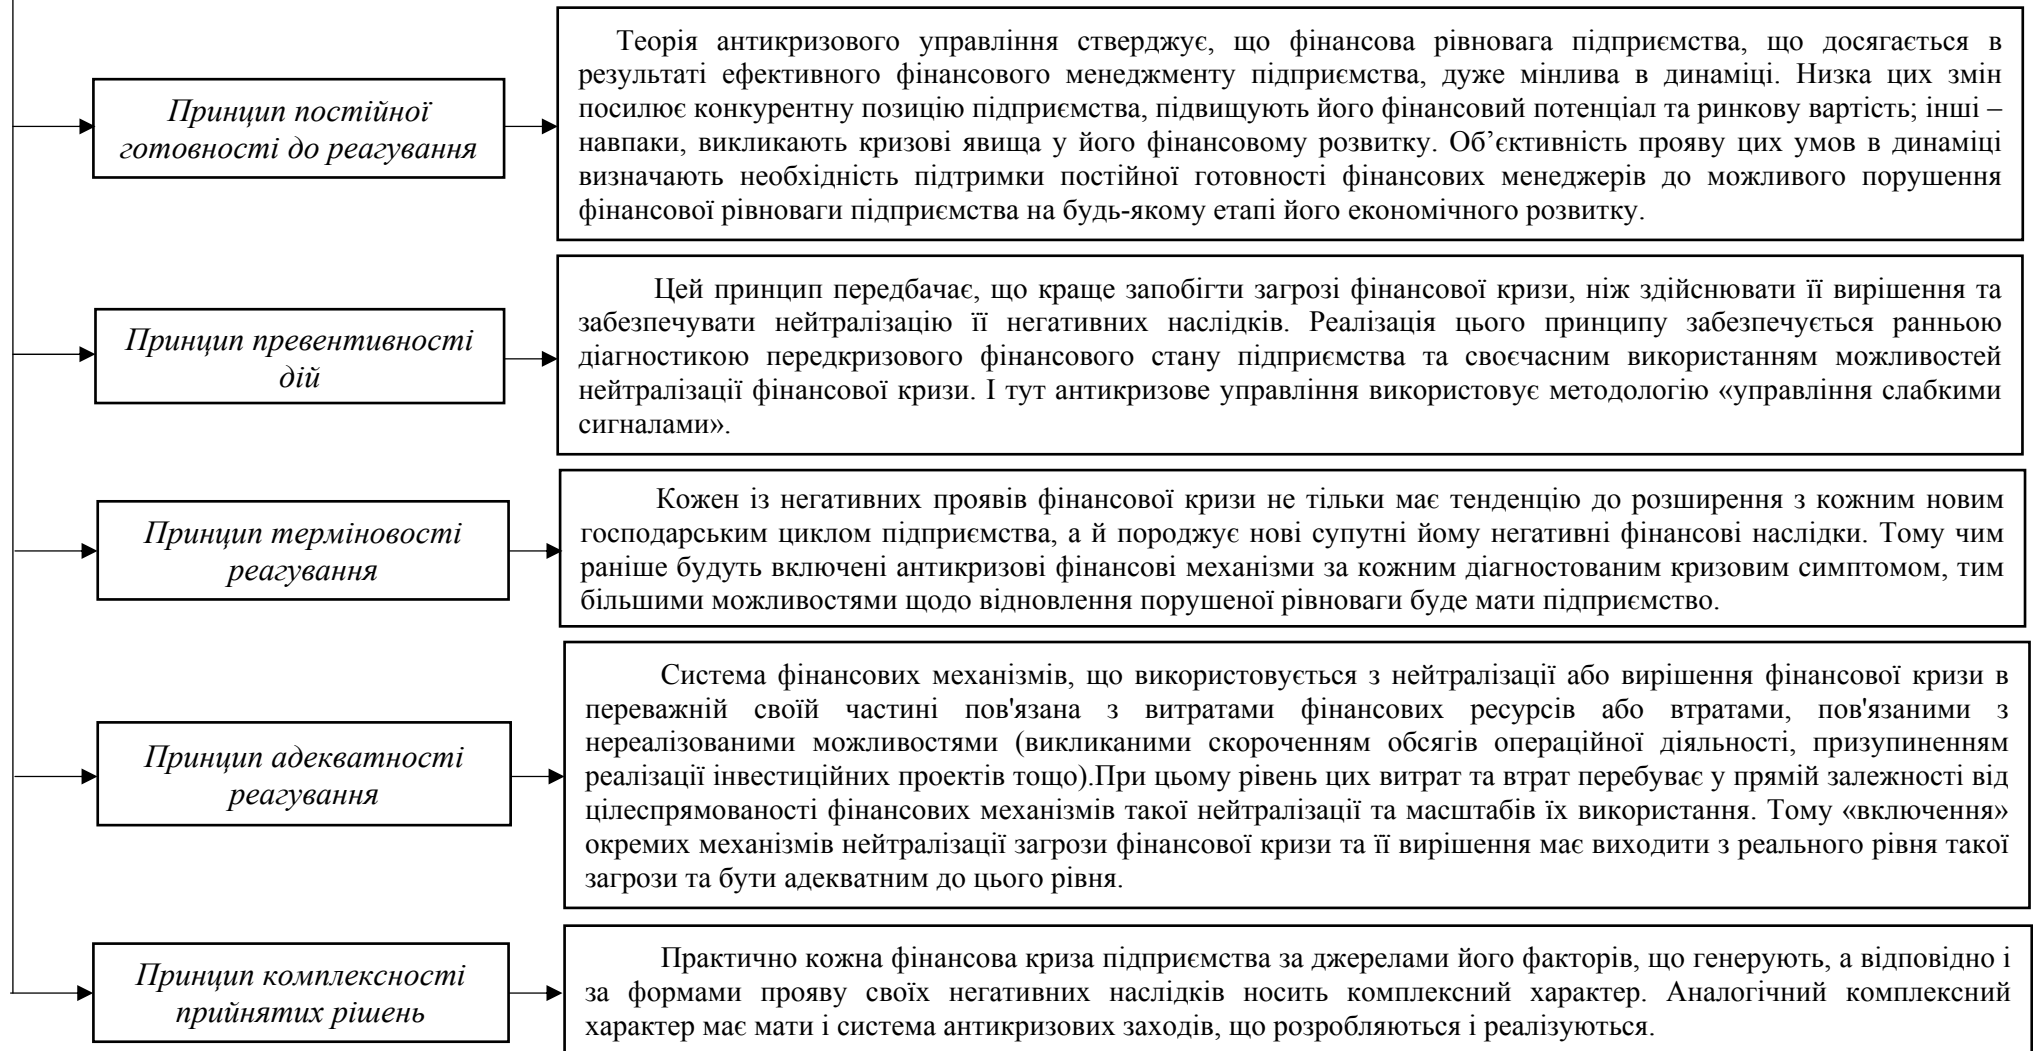 Принцип постійної
готовності до реагування
Теорія антикризового управління стверджує, що фінансова рівновага підприємства, що досягається в
результаті ефективного фінансового менеджменту підприємства, дуже мінлива в динаміці. Низка цих змін
посилює конкурентну позицію підприємства, підвищують його фінансовий потенціал та ринкову вартість; інші –
навпаки, викликають кризові явища у його фінансовому розвитку. Об’єктивність прояву цих умов в динаміці
визначають необхідність підтримки постійної готовності фінансових менеджерів до можливого порушення
фінансової рівноваги підприємства на будь-якому етапі його економічного розвитку.
Принцип превентивності
дій
Цей принцип передбачає, що краще запобігти загрозі фінансової кризи, ніж здійснювати її вирішення та
забезпечувати нейтралізацію її негативних наслідків. Реалізація цього принципу забезпечується ранньою
діагностикою передкризового фінансового стану підприємства та своєчасним використанням можливостей
нейтралізації фінансової кризи. І тут антикризове управління використовує методологію «управління слабкими
сигналами».
Принцип терміновості
реагування
Кожен із негативних проявів фінансової кризи не тільки має тенденцію до розширення з кожним новим
господарським циклом підприємства, а й породжує нові супутні йому негативні фінансові наслідки. Тому чим
раніше будуть включені антикризові фінансові механізми за кожним діагностованим кризовим симптомом, тим
більшими можливостями щодо відновлення порушеної рівноваги буде мати підприємство.
Принцип адекватності
реагування
Система фінансових механізмів, що використовується з нейтралізації або вирішення фінансової кризи в
переважній своїй частині пов'язана з витратами фінансових ресурсів або втратами, пов'язаними з
нереалізованими можливостями (викликаними скороченням обсягів операційної діяльності, призупиненням
реалізації інвестиційних проектів тощо).При цьому рівень цих витрат та втрат перебуває у прямій залежності від
цілеспрямованості фінансових механізмів такої нейтралізації та масштабів їх використання. Тому «включення»
окремих механізмів нейтралізації загрози фінансової кризи та її вирішення має виходити з реального рівня такої
загрози та бути адекватним до цього рівня.
Принцип комплексності
прийнятих рішень
Практично кожна фінансова криза підприємства за джерелами його факторів, що генерують, а відповідно і
за формами прояву своїх негативних наслідків носить комплексний характер. Аналогічний комплексний
характер має мати і система антикризових заходів, що розробляються і реалізуються.